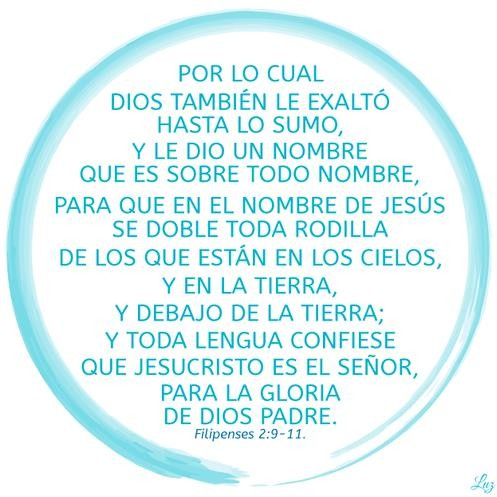 POR LO CUAL
DIOS TAMBIÉN LE EXALTÓ
HASTA LO SUMO,
Y LE DIO UN NOMBRE
QUE ES SOBRE TODO NOMBRE,
PARA QUE EN EL NOMBRE DE JESÚS
SE DOBLE TODA RODILLA
DE LOS QUE ESTÁN EN LOS CIELOS,
Y EN LA TIERRA,
Y DEBAJO DE LA TIERRA;
Y TODA LENGUA CONFIESE
QUE JESUCRISTO ES EL SEÑOR,
PARA LA GLORIA
DE DIOS PADRE.
Filipenses 2:9-11.
Luz